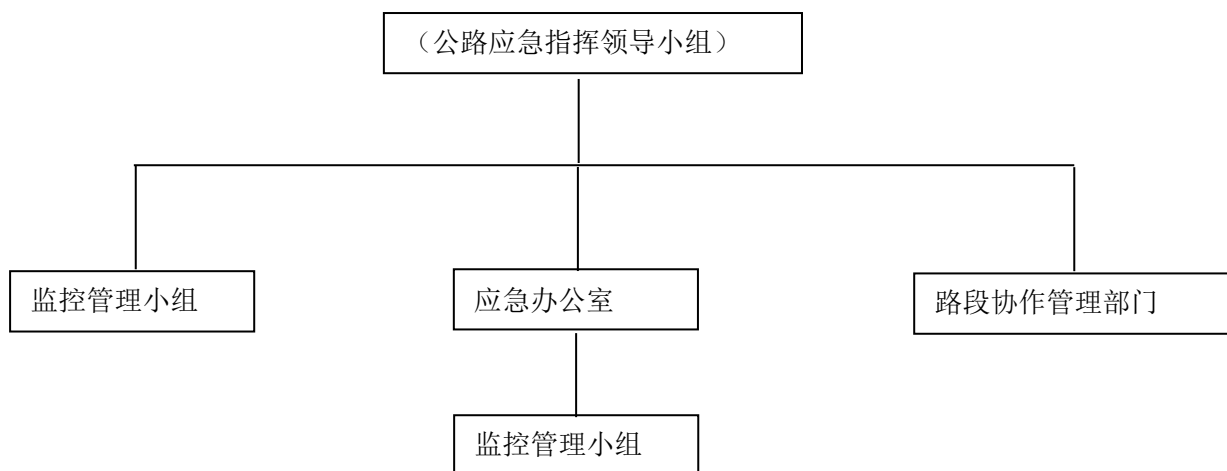 （公路应急指挥领导小组）
监控管理小组
应急办公室
路段协作管理部门
监控管理小组